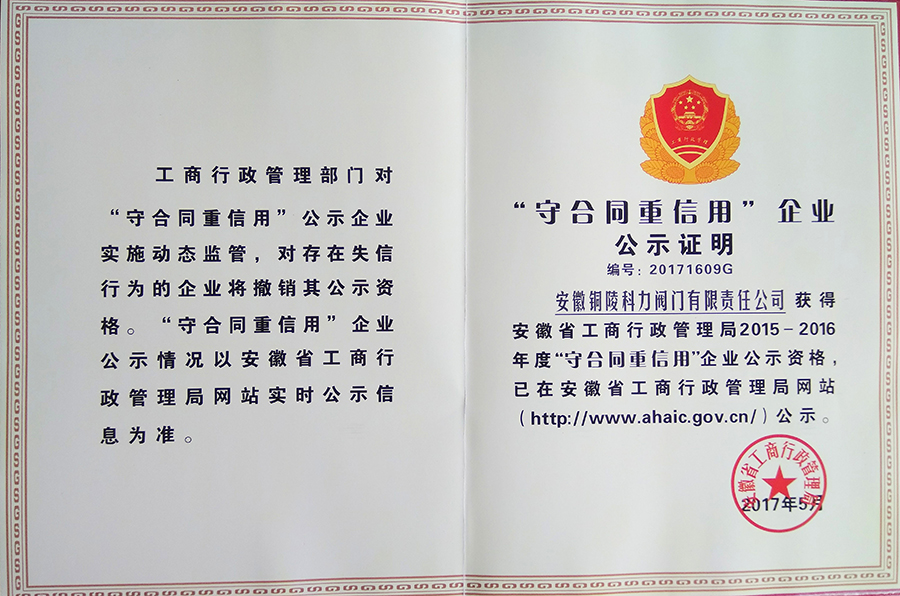 工商行政管理部门对
“守合同重信用”公示企业
实施动态监管，对存在失信
行为的企业将撤销其公示资
格。“守合同重信用”企业
公示情况以安徽省工商行
政管理局网站实时公示信
息为准。
“守合同重信用”企业
公示证明
编号：20171609G
安徽铜陵科力阀门有限责任公司获得
安徽省工商行政管理局2015－2016
年度“守合同重信用”企业公示资格，
已在安徽省工商行政管理局网站
（http://www.ahaic.gov.cn/）公示。
安徽省工商行政管理局
2017年5月